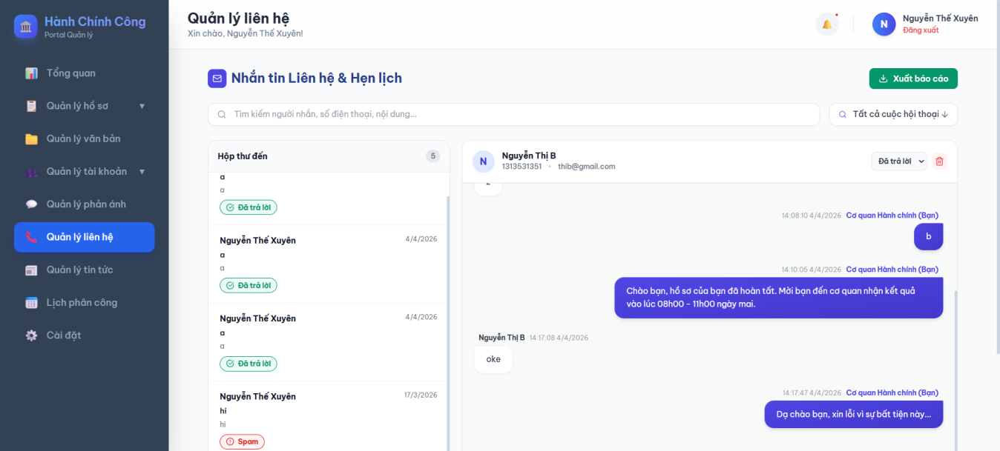 Hành Chính Công
Portal Quản lý
Tổng quan
Quản lý hồ sơ
Quản lý văn bản
Quản lý tài khoản
Quản lý phản ánh
Quản lý liên hệ
Quản lý tin tức
Lịch phân công
Cài đặt
Quản lý liên hệ
Xin chào, Nguyễn Thế Xuyên!
N
Nguyễn Thế Xuyên
Đăng xuất
Nhắn tin Liên hệ & Hẹn lịch
Xuất báo cáo
Tìm kiếm người nhắn, số điện thoại, nội dung...
Tất cả cuộc hội thoại ↓
Hộp thư đến 5
a
a
Đã trả lời
Nguyễn Thế Xuyên 4/4/2026
a
a
Đã trả lời
Nguyễn Thế Xuyên 4/4/2026
a
a
Đã trả lời
Nguyễn Thế Xuyên 17/3/2026
hi
hi
Spam
N
Nguyễn Thị B
1313531351 • thib@gmail.com
Đã trả lời
14:08:10 4/4/2026 Cơ quan Hành chính (Bạn)
b
14:10:05 4/4/2026 Cơ quan Hành chính (Bạn)
Chào bạn, hồ sơ của bạn đã hoàn tất. Mời bạn đến cơ quan nhận kết quả
vào lúc 08h00 - 11h00 ngày mai.
Nguyễn Thị B 14:17:08 4/4/2026
oke
14:17:47 4/4/2026 Cơ quan Hành chính (Bạn)
Dạ chào bạn, xin lỗi vì sự bất tiện này...